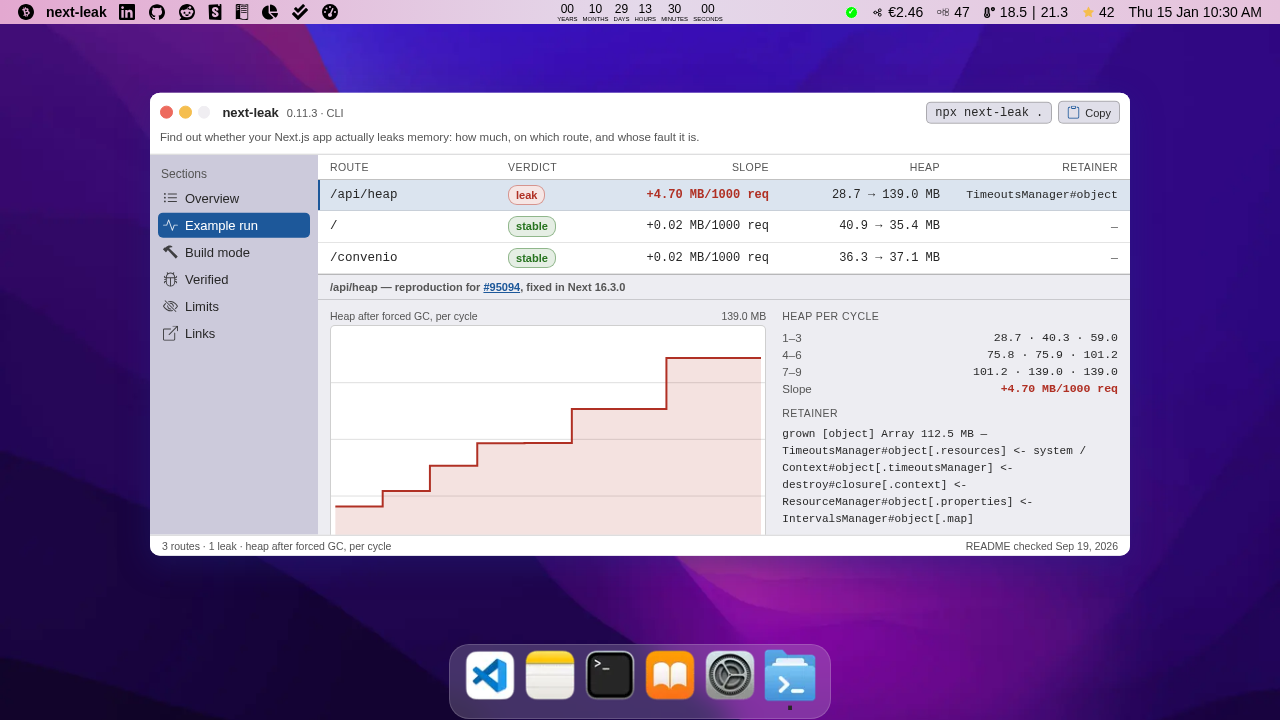 next-leak
00 10 29 13 30 00
YEARS MONTHS DAYS HOURS MINUTES SECONDS
€2.46 47 18.5 | 21.3 42 Thu 15 Jan 10:30 AM
next-leak 0.11.3 · CLI
npx next-leak . Copy
Find out whether your Next.js app actually leaks memory: how much, on which route, and whose fault it is.
Sections
Overview
Example run
Build mode
Verified
Limits
Links
ROUTE VERDICT SLOPE HEAP RETAINER
/api/heap leak +4.70 MB/1000 req 28.7 → 139.0 MB TimeoutsManager#object
/ stable +0.02 MB/1000 req 40.9 → 35.4 MB —
/convenio stable +0.02 MB/1000 req 36.3 → 37.1 MB —
/api/heap — reproduction for #95094, fixed in Next 16.3.0
Heap after forced GC, per cycle 139.0 MB
HEAP PER CYCLE
1–3 28.7 · 40.3 · 59.0
4–6 75.8 · 75.9 · 101.2
7–9 101.2 · 139.0 · 139.0
Slope +4.70 MB/1000 req
RETAINER
grown [object] Array 112.5 MB —
TimeoutsManager#object[.resources] <- system /
Context#object[.timeoutsManager] <-
destroy#closure[.context] <-
ResourceManager#object[.properties] <-
IntervalsManager#object[.map]
3 routes · 1 leak · heap after forced GC, per cycle
README checked Sep 19, 2026
>_